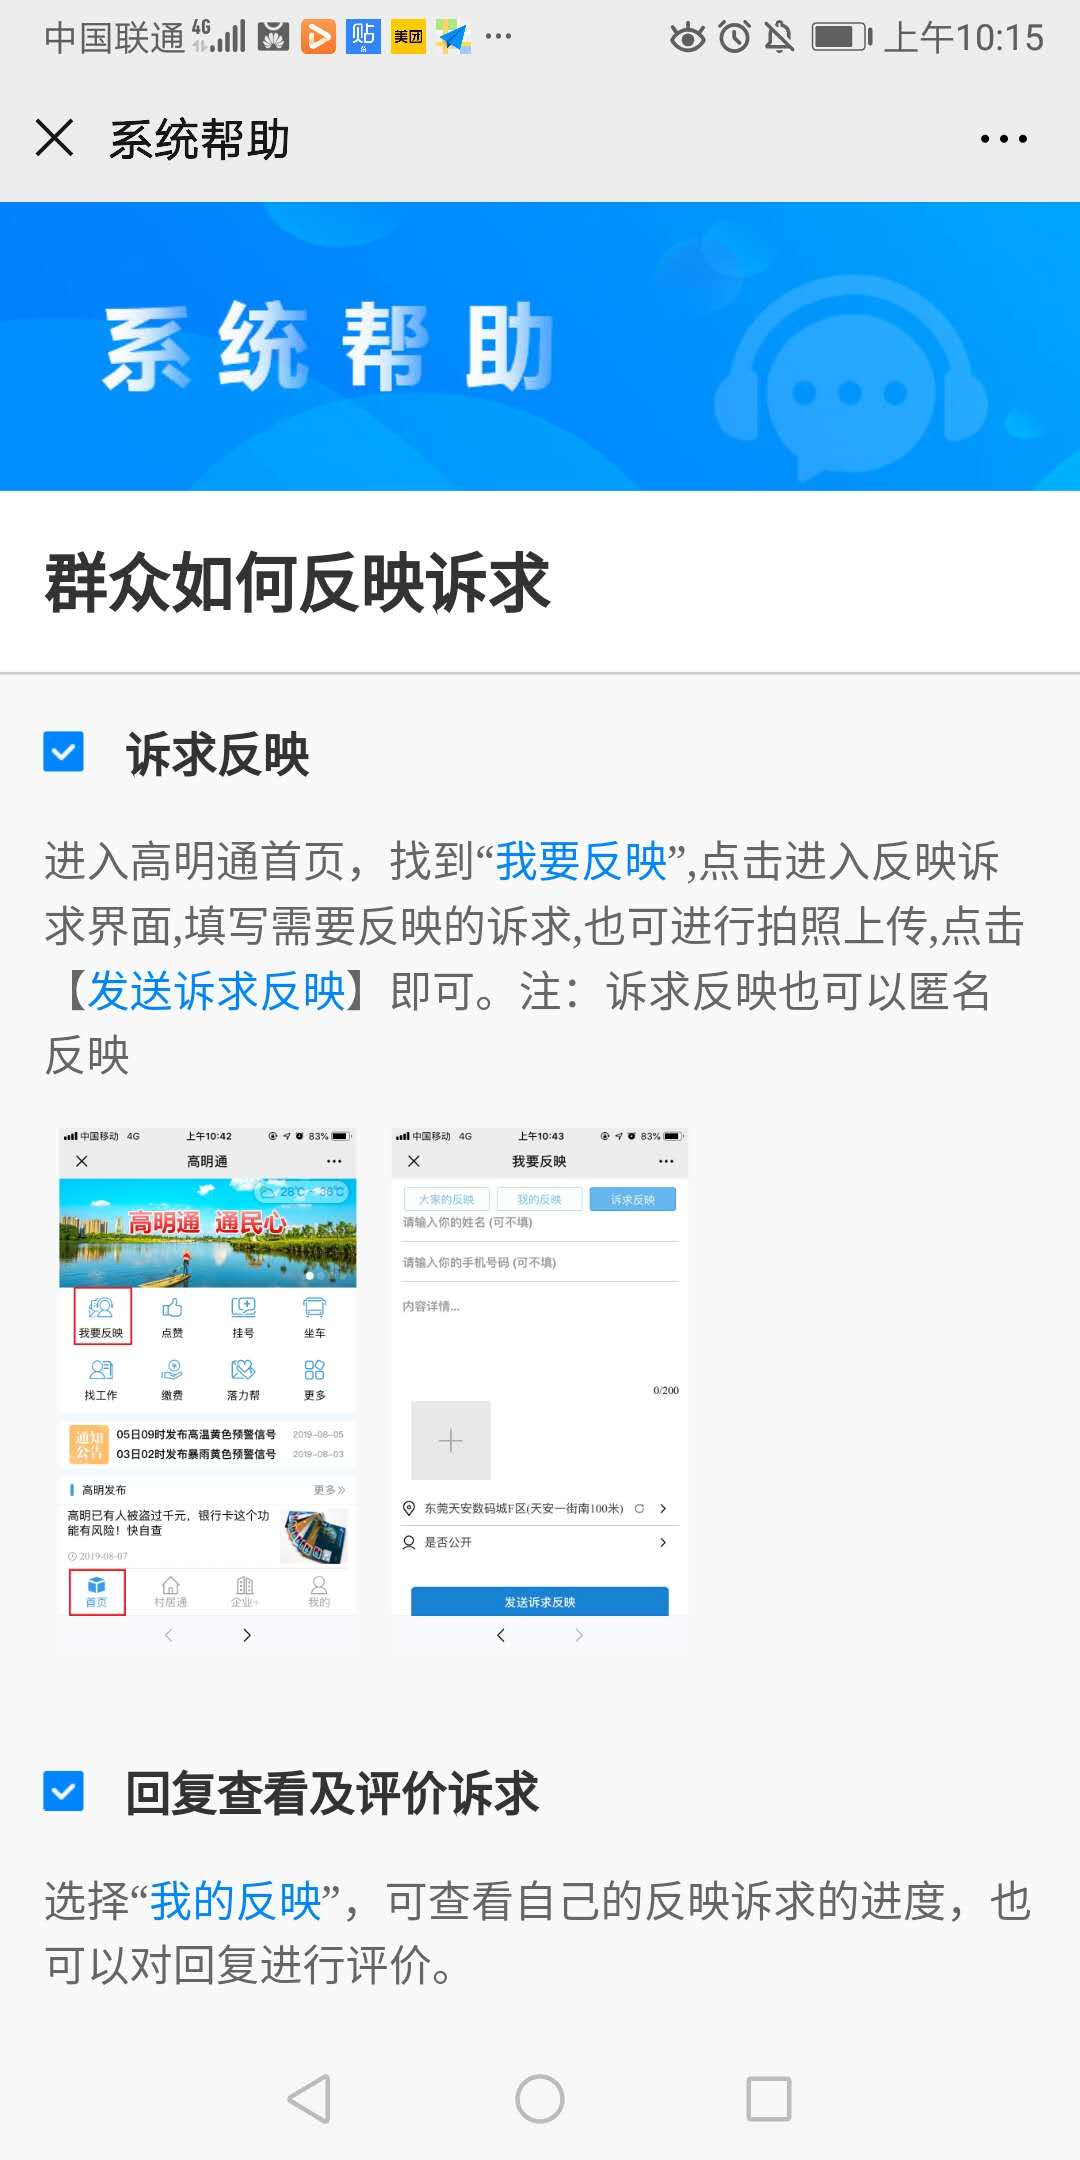 中国联通 4G 贴 美团 上午10:15
系统帮助
系统帮助
群众如何反映诉求
诉求反映
进入高明通首页，找到“我要反映”,点击进入反映诉
求界面,填写需要反映的诉求,也可进行拍照上传,点击
【发送诉求反映】即可。注：诉求反映也可以匿名
反映
中国移动 4G 上午10:42 83%
高明通
28℃ - 36℃
高明通 通民心
我要反映 点赞 挂号 坐车
找工作 缴费 落力帮 更多
通知公告
05日09时发布高温黄色预警信号 2019-08-05
03日02时发布暴雨黄色预警信号 2019-08-03
高明发布 更多
高明已有人被盗过千元，银行卡这个功
能有风险！快自查
2019-08-07
首页 村居通 企业+ 我的
中国移动 4G 上午10:43 83%
我要反映
大家的反映 我的反映 诉求反映
请输入你的姓名 (可不填)
请输入你的手机号码 (可不填)
内容详情...
0/200
东莞天安数码城F区(天安一街南100米)
是否公开
发送诉求反映
回复查看及评价诉求
选择“我的反映”，可查看自己的反映诉求的进度，也
可以对回复进行评价。